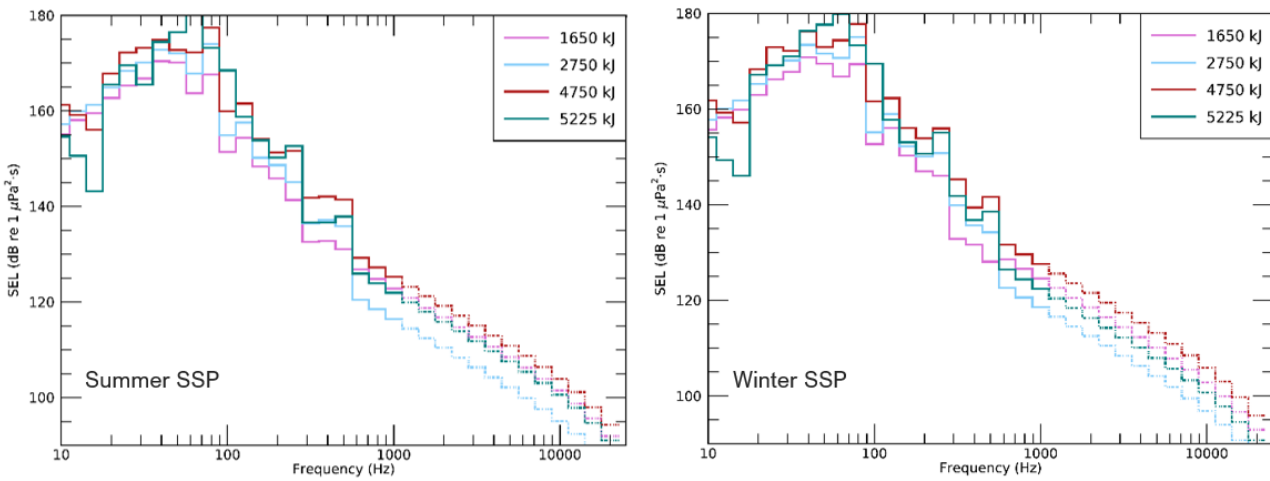 180
160
140
120
100
SEL (dB re 1 μPa²·s)
1650 kJ
2750 kJ
4750 kJ
5225 kJ
Summer SSP
10
100
1000
10000
Frequency (Hz)
180
160
140
120
100
SEL (dB re 1 μPa²·s)
1650 kJ
2750 kJ
4750 kJ
5225 kJ
Winter SSP
10
100
1000
10000
Frequency (Hz)